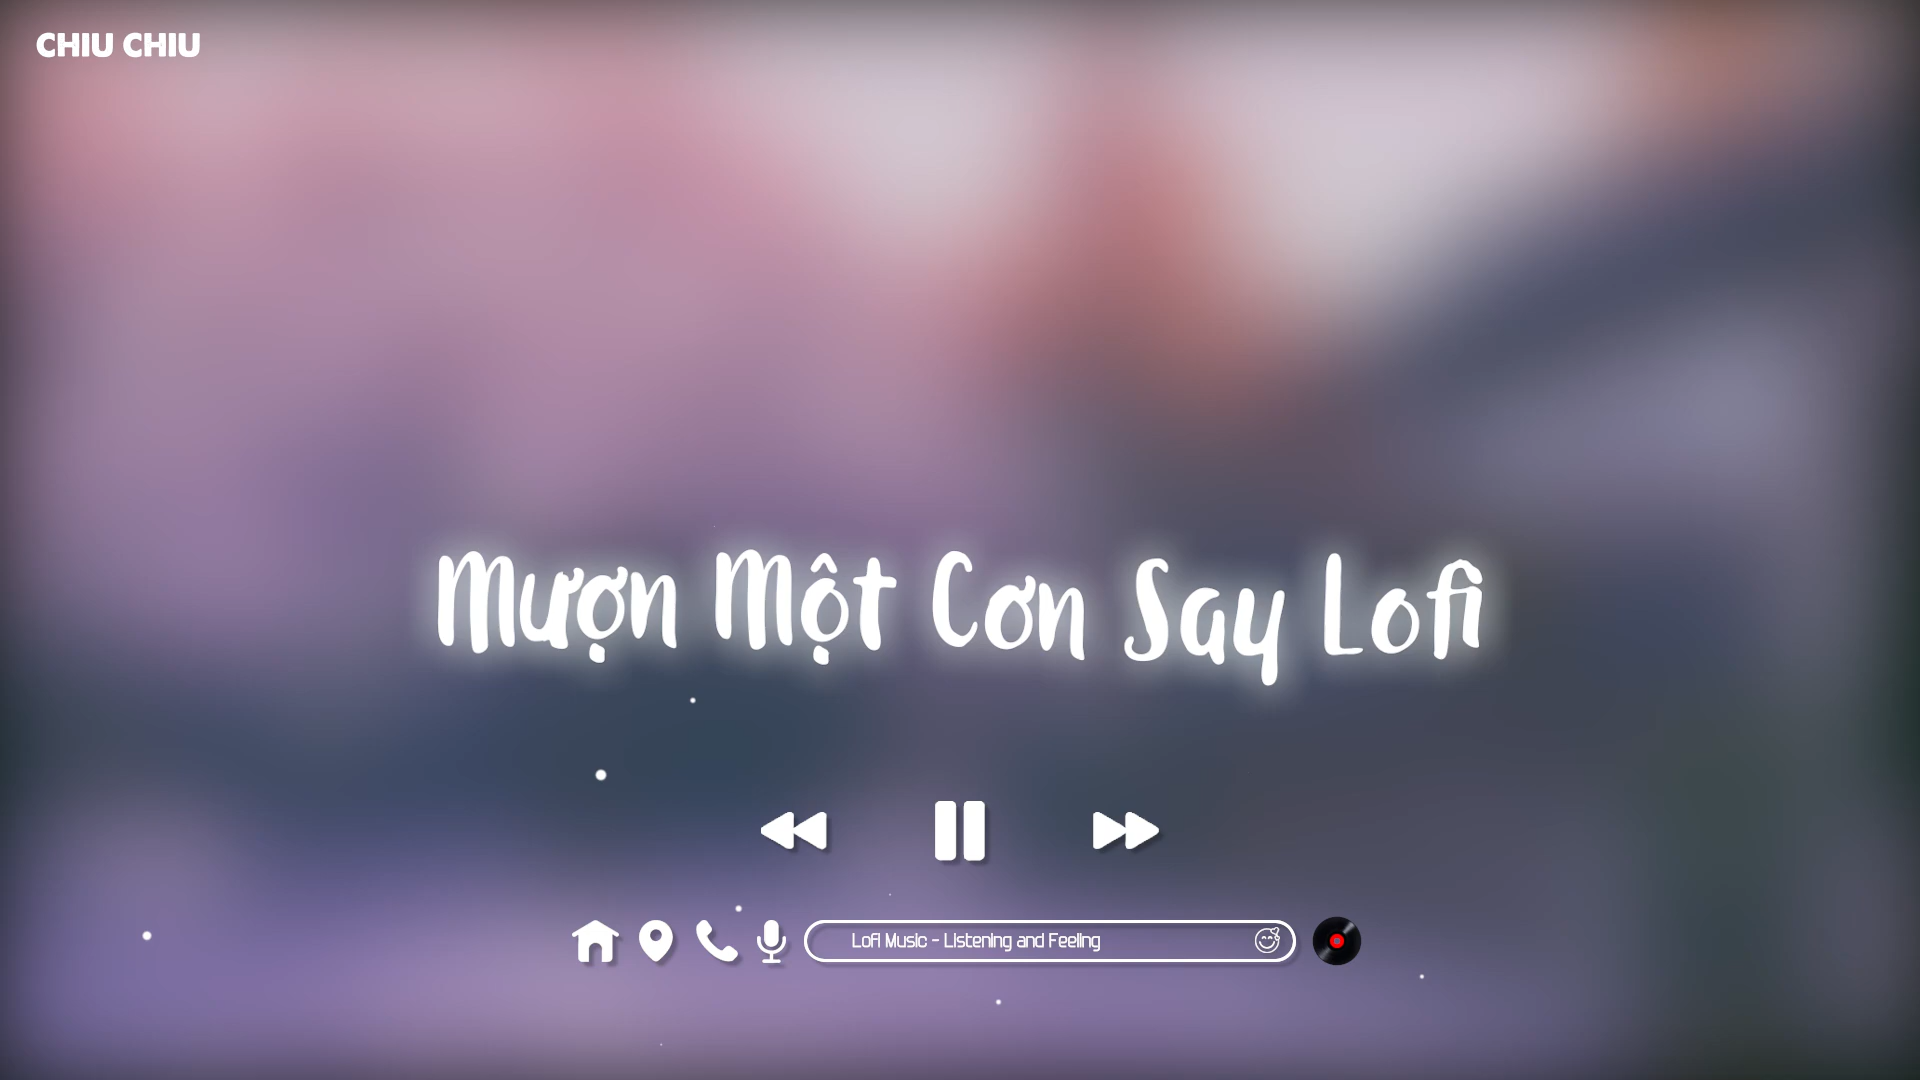 CHIU CHIU
Mượn Một Cơn Say Lofi
Lofi Music - Listening and Feeling